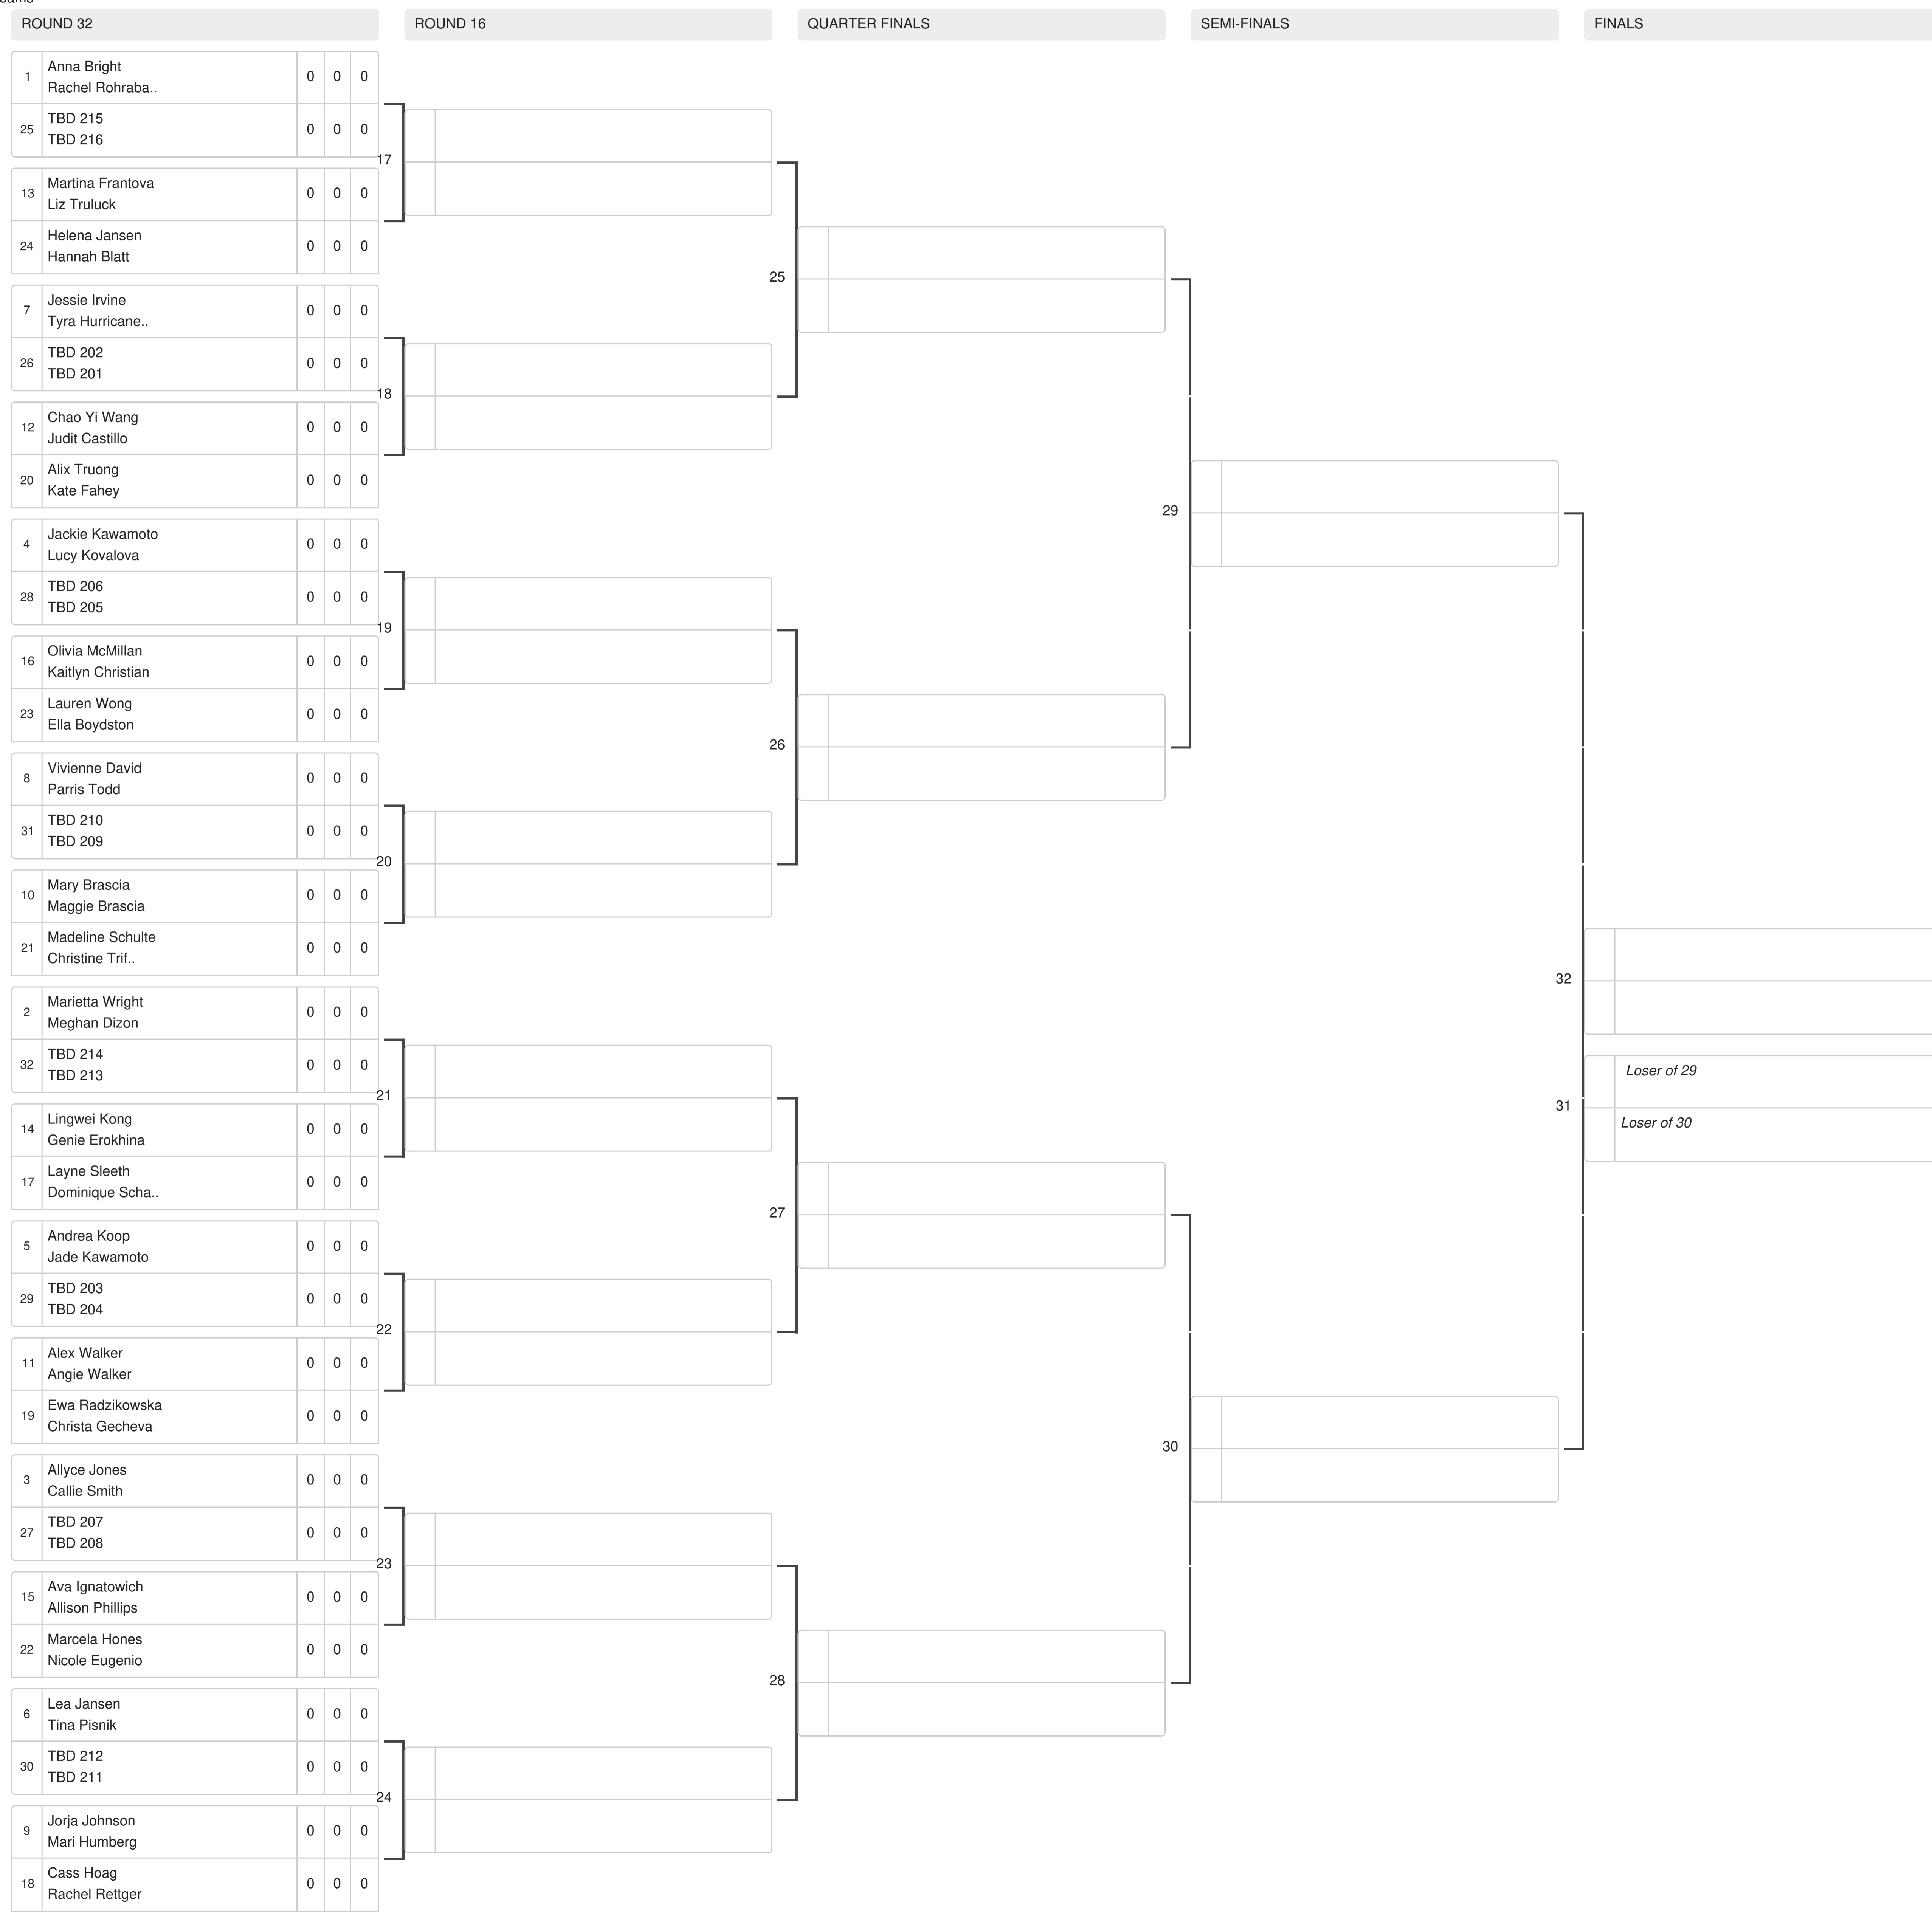 ROUND 32
ROUND 16
QUARTER FINALS
SEMI-FINALS
FINALS
1
Anna Bright
Rachel Rohraba..
0 0 0
25
TBD 215
TBD 216
0 0 0
17
13
Martina Frantova
Liz Truluck
0 0 0
24
Helena Jansen
Hannah Blatt
0 0 0
25
7
Jessie Irvine
Tyra Hurricane..
0 0 0
26
TBD 202
TBD 201
0 0 0
18
12
Chao Yi Wang
Judit Castillo
0 0 0
20
Alix Truong
Kate Fahey
0 0 0
29
4
Jackie Kawamoto
Lucy Kovalova
0 0 0
28
TBD 206
TBD 205
0 0 0
19
16
Olivia McMillan
Kaitlyn Christian
0 0 0
23
Lauren Wong
Ella Boydston
0 0 0
26
8
Vivienne David
Parris Todd
0 0 0
31
TBD 210
TBD 209
0 0 0
20
10
Mary Brascia
Maggie Brascia
0 0 0
21
Madeline Schulte
Christine Trif..
0 0 0
32
2
Marietta Wright
Meghan Dizon
0 0 0
32
TBD 214
TBD 213
0 0 0
21
Loser of 29
31
Loser of 30
14
Lingwei Kong
Genie Erokhina
0 0 0
17
Layne Sleeth
Dominique Scha..
0 0 0
27
5
Andrea Koop
Jade Kawamoto
0 0 0
29
TBD 203
TBD 204
0 0 0
22
11
Alex Walker
Angie Walker
0 0 0
19
Ewa Radzikowska
Christa Gecheva
0 0 0
30
3
Allyce Jones
Callie Smith
0 0 0
27
TBD 207
TBD 208
0 0 0
23
15
Ava Ignatowich
Allison Phillips
0 0 0
22
Marcela Hones
Nicole Eugenio
0 0 0
28
6
Lea Jansen
Tina Pisnik
0 0 0
30
TBD 212
TBD 211
0 0 0
24
9
Jorja Johnson
Mari Humberg
0 0 0
18
Cass Hoag
Rachel Rettger
0 0 0